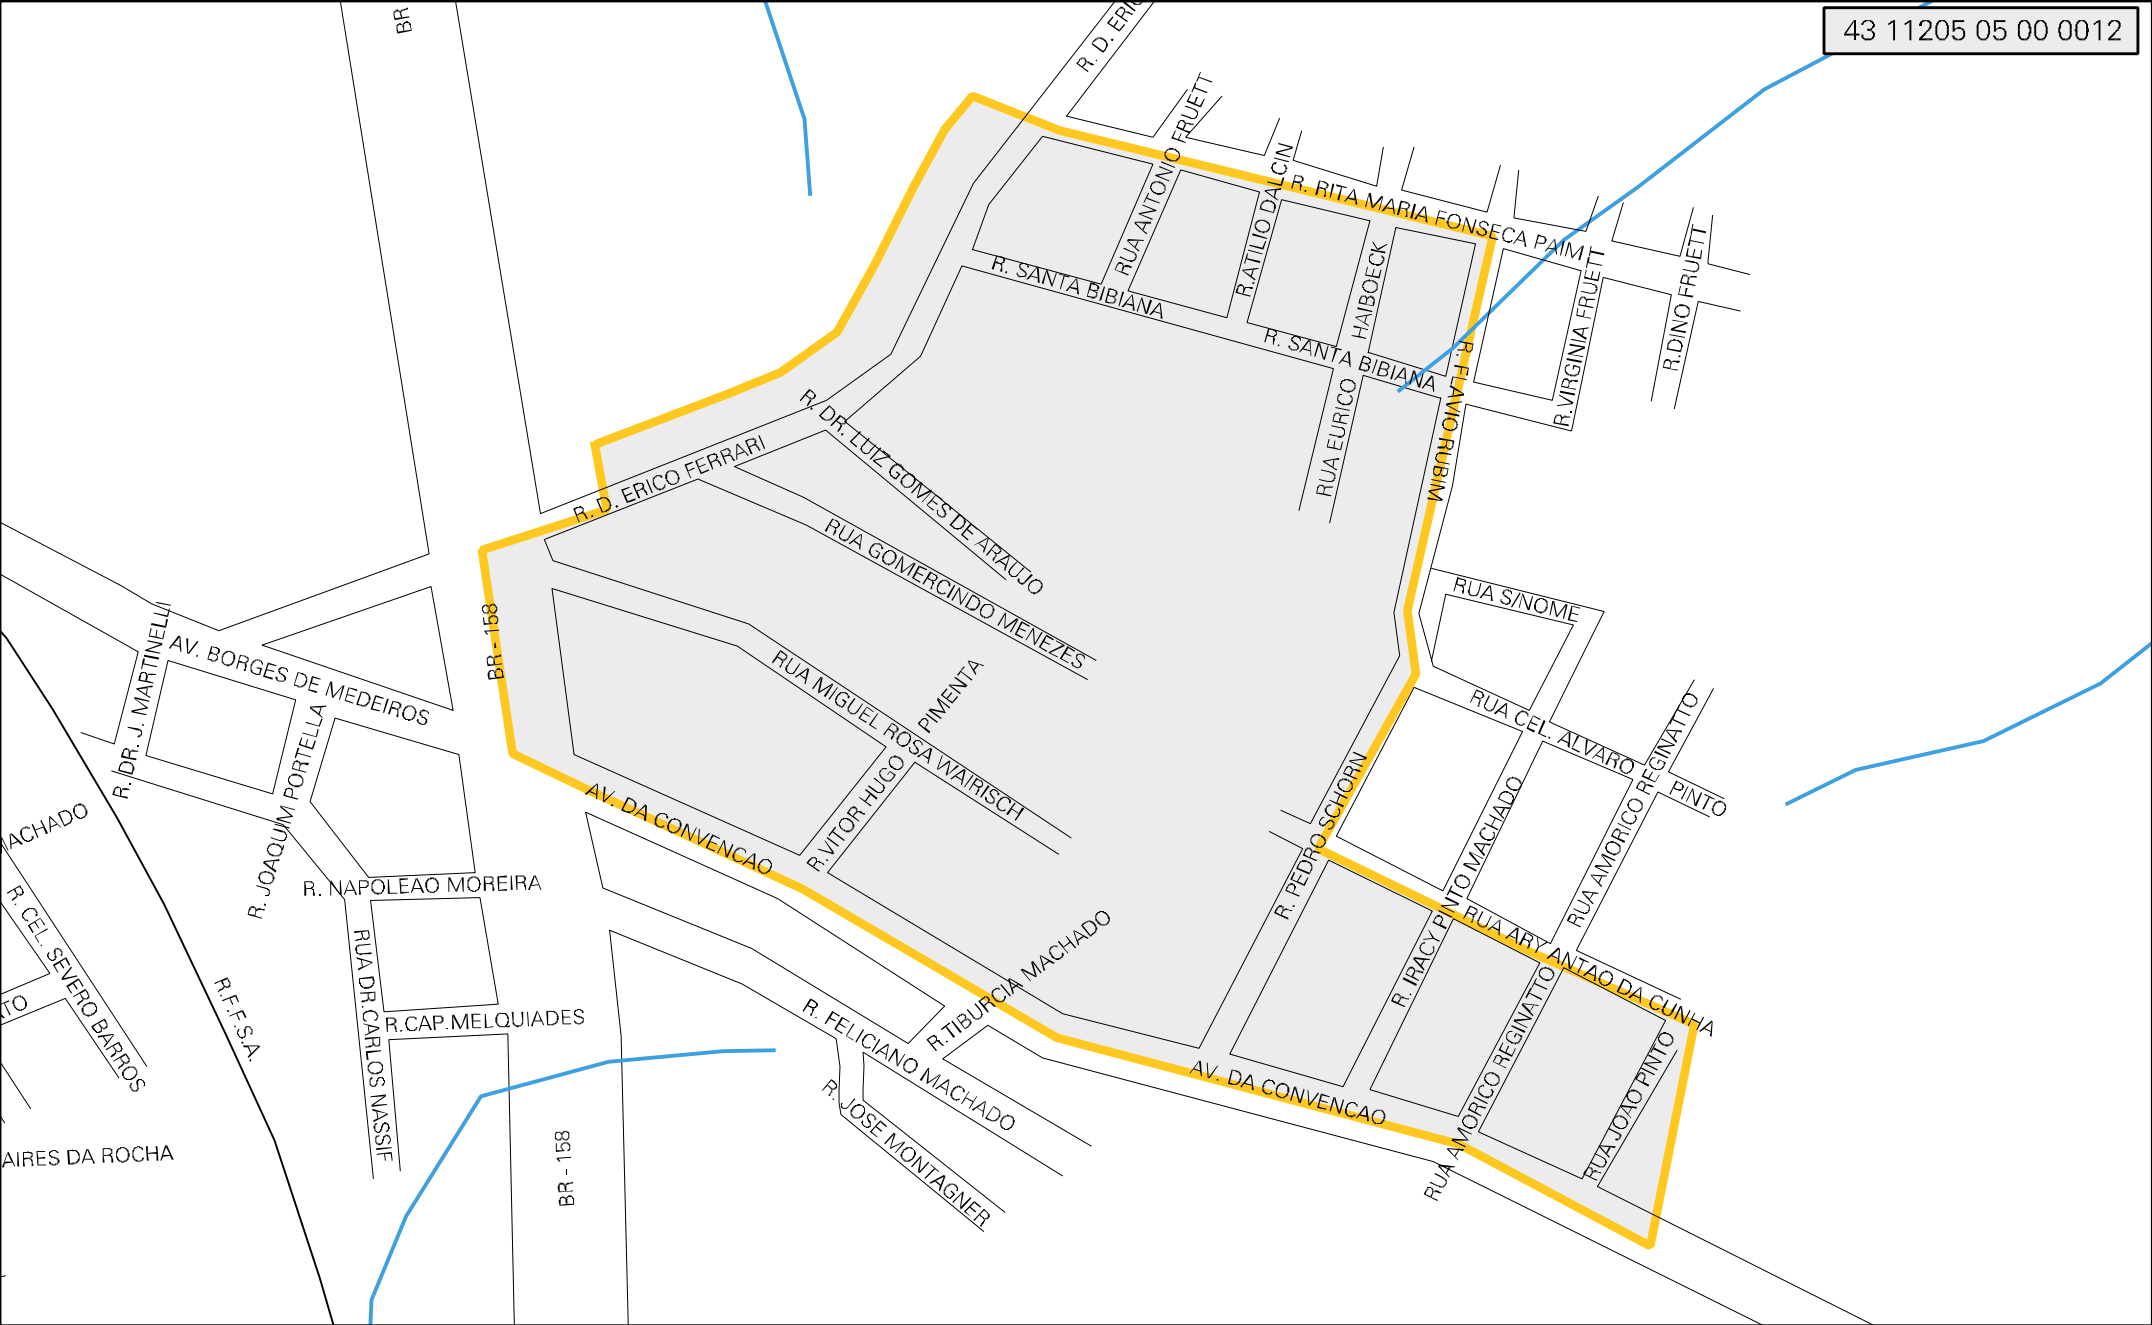 BR
43 11205 05 00 0012
R. D. ERIC
RUA ANTONIO FRUETT
R.ATILIO DALCIN
R. RITA MARIA FONSECA PAIM
HAIBOECK
R. SANTA BIBIANA
R. SANTA BIBIANA
RUA EURICO
R. FLAVIO RUBIM
R.VIRGINIA FRUETT
R.DINO FRUETT
R. DR. LUIZ GOMES DE ARAUJO
R. D. ERICO FERRARI
RUA GOMERCINDO MENEZES
BR - 158
RUA S/NOME
R. DR. J. MARTINELLI
AV. BORGES DE MEDEIROS
R. JOAQUIM PORTELLA
RUA MIGUEL ROSA WAIRISCH
PIMENTA
R.VITOR HUGO
RUA CEL. ALVARO
PINTO
RUA AMORICO REGINATTO
R. PEDRO SCHORN
R. IRACY PINTO MACHADO
AV. DA CONVENCAO
MACHADO
R. NAPOLEAO MOREIRA
R. CEL. SEVERO BARROS
RUA DR.CARLOS NASSIF
R.F.F.S.A.
R.CAP.MELQUIADES
R.TIBURCIA MACHADO
R. FELICIANO MACHADO
RUA ARY ANTAO DA CUNHA
RUA AMORICO REGINATTO
RUA JOAO PINTO
AV. DA CONVENCAO
R. JOSE MONTAGNER
BR - 158
TO
AIRES DA ROCHA